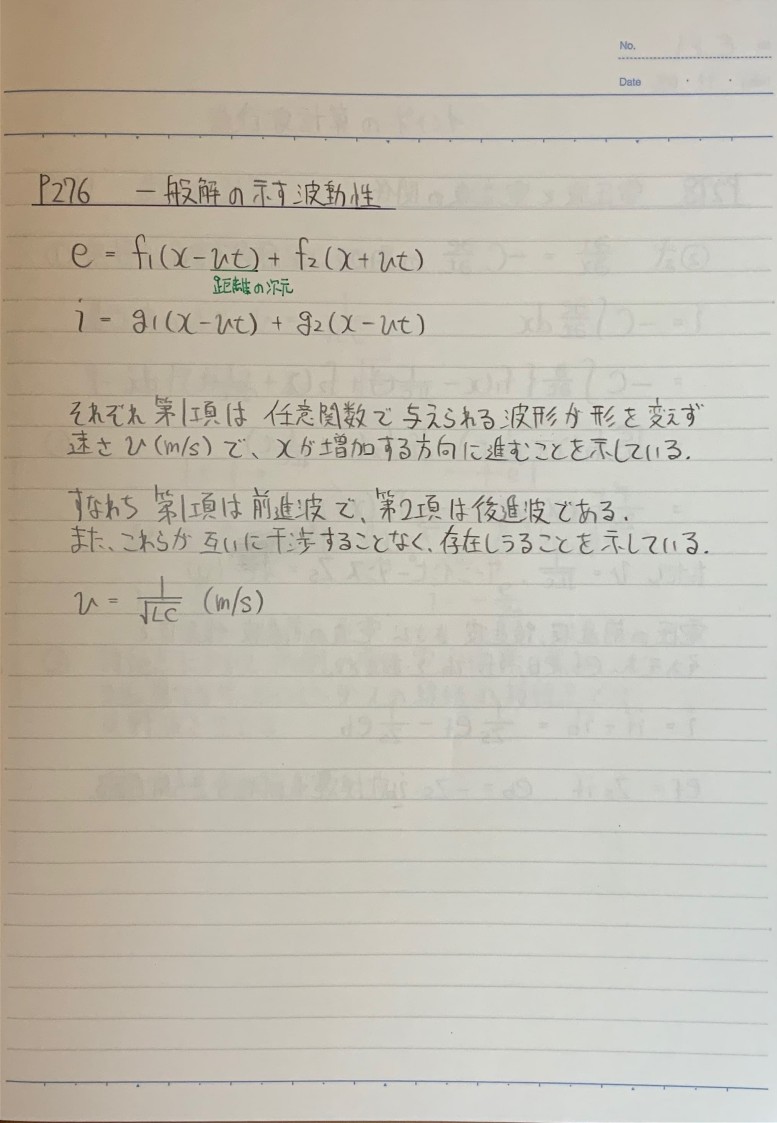 No.
Date
P276 一般解の示す波動性
e = f₁(x-vt) + f₂(x+vt)
距離の次元
i = g₁(x-vt) + g₂(x-vt)
それぞれ第1項は任意関数で与えられる波形が形を変えず
速さ v (m/s) で、xが増加する方向に進むことを示している.
すなわち 第1項は前進波で、第2項は後進波である.
また、これらが互いに干渉することなく、存在しうることを示している.
v = 1/√LC (m/s)